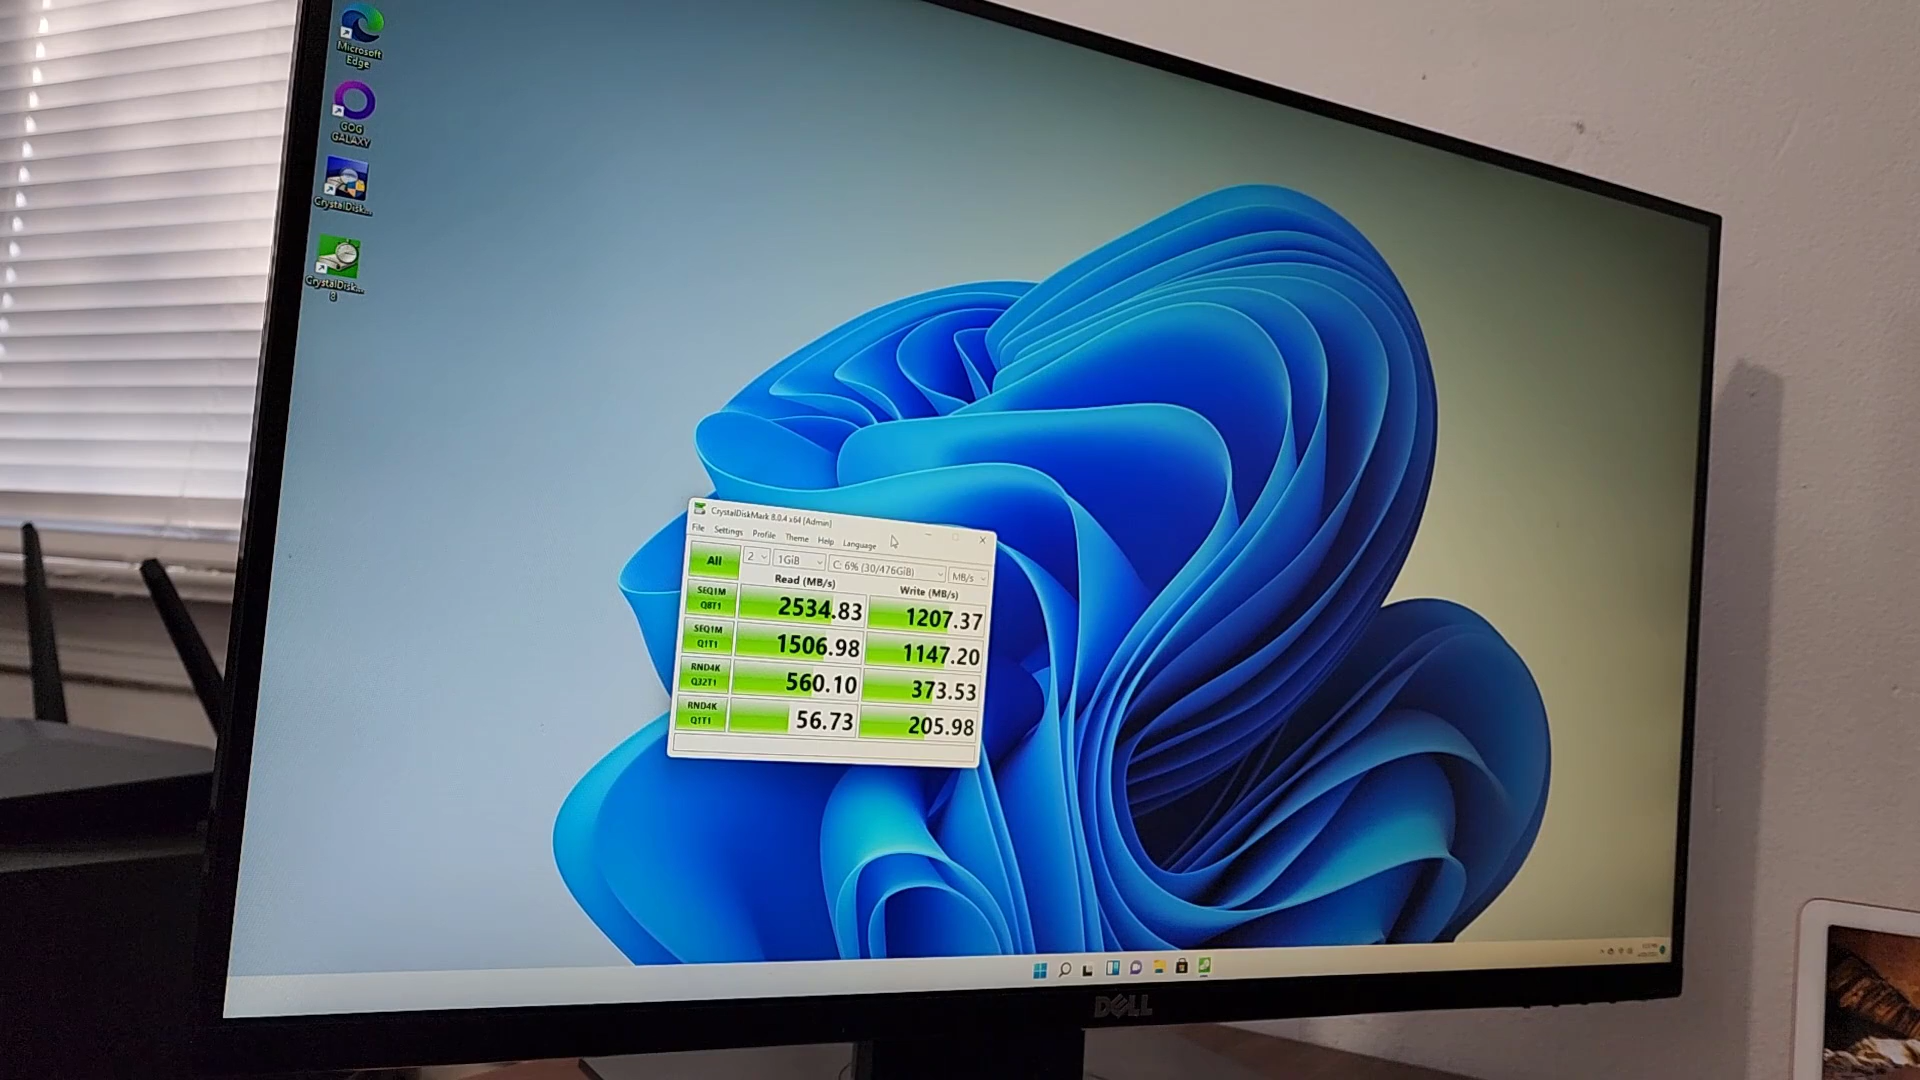 Microsoft
Edge
GOG
GALAXY
CrystalDisk...
CrystalDisk...
8
CrystalDiskMark 8.0.4 x64 [Admin]
File Settings Profile Theme Help Language
All 2 1GiB C: 6% (30/476GiB) MB/s
Read (MB/s) Write (MB/s)
SEQ1M
Q8T1 2534.83 1207.37
SEQ1M
Q1T1 1506.98 1147.20
RND4K
Q32T1 560.10 373.53
RND4K
Q1T1 56.73 205.98
DELL